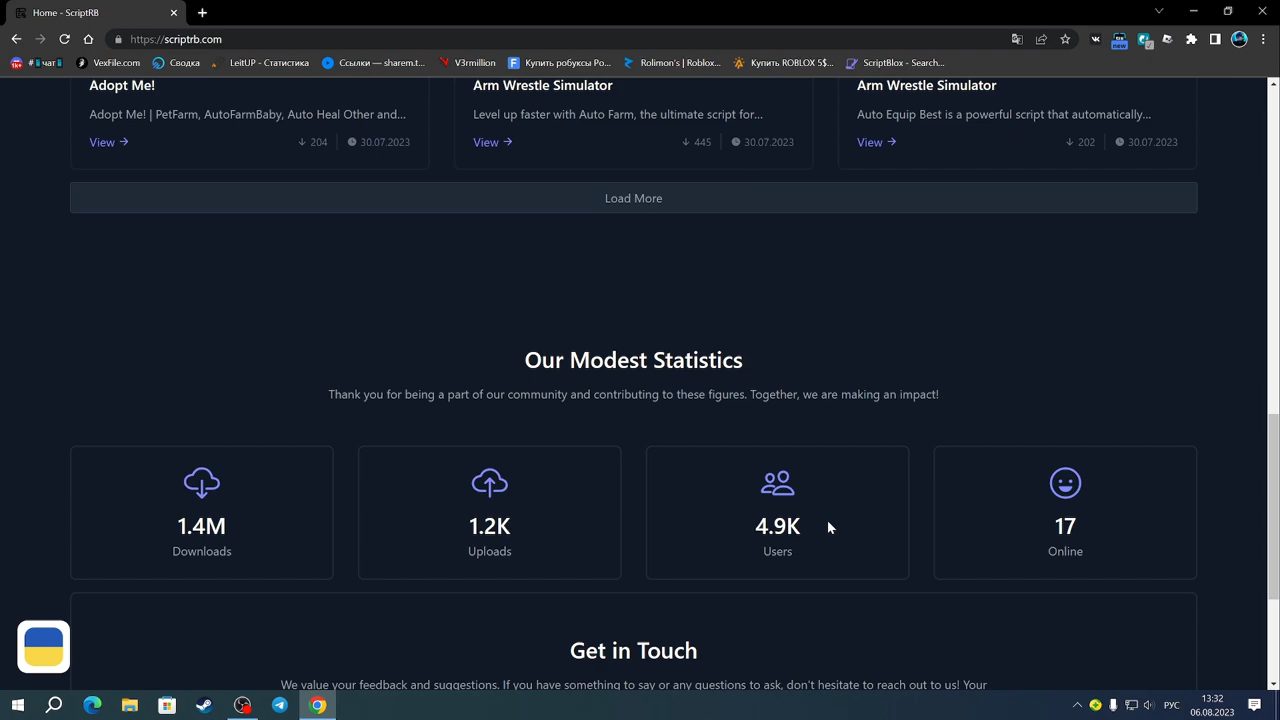 Home - ScriptRB
https://scriptrb.com
Verfile.com
Сводка
LeitUP - Статистика
Ссылки — sharem.t...
V3rmillion
Купить робуксы Ро...
Rolimon's | Roblox...
Купить ROBLOX 5$...
ScriptBlox - Search...
new
Adopt Me!
Adopt Me! | PetFarm, AutoFarmBaby, Auto Heal Other and...
View → 204 30.07.2023
Arm Wrestle Simulator
Level up faster with Auto Farm, the ultimate script for...
View → 445 30.07.2023
Arm Wrestle Simulator
Auto Equip Best is a powerful script that automatically...
View → 202 30.07.2023
Load More
Our Modest Statistics
Thank you for being a part of our community and contributing to these figures. Together, we are making an impact!
1.4M
Downloads
1.2K
Uploads
4.9K
Users
17
Online
Get in Touch
We value your feedback and suggestions. If you have something to say or any questions to ask, don't hesitate to reach out to us! Your
РУС
13:32
06.08.2023